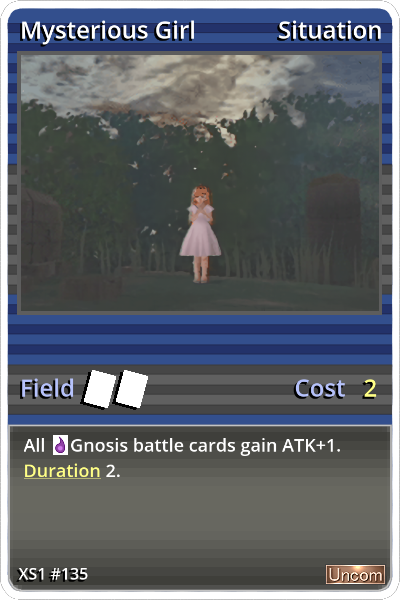 Mysterious Girl Situation
Field Cost 2
All Gnosis battle cards gain ATK+1.
Duration 2.
XS1 #135 Uncom